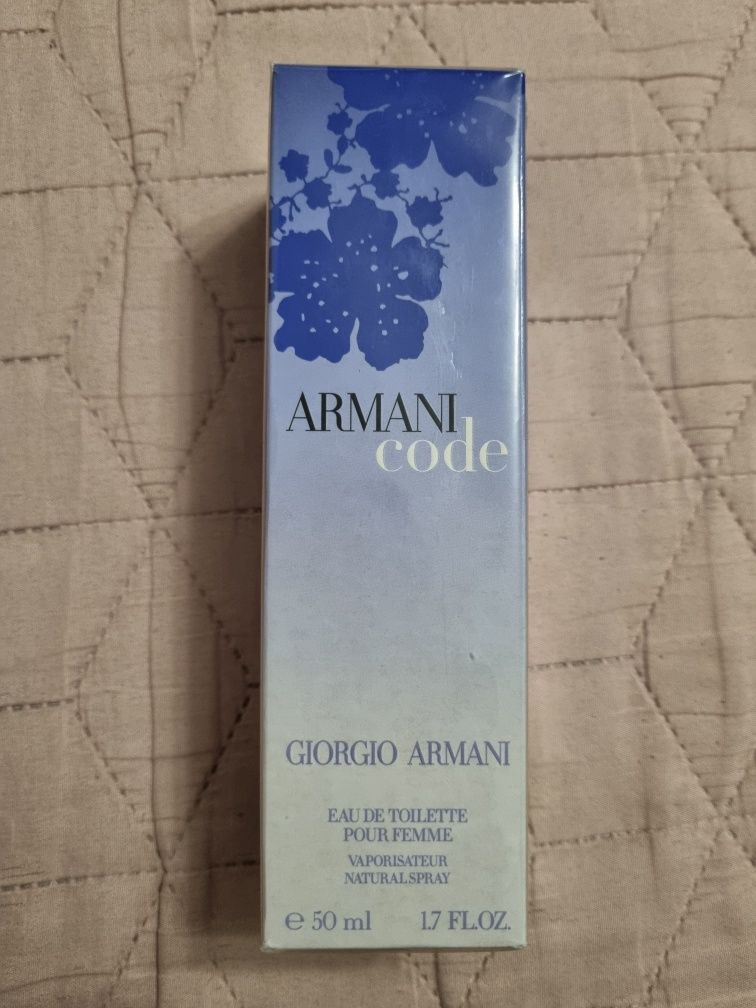 ARMANI
code
GIORGIO ARMANI
EAU DE TOILETTE
POUR FEMME
VAPORISATEUR
NATURAL SPRAY
℮ 50 ml 1.7 FL.OZ.